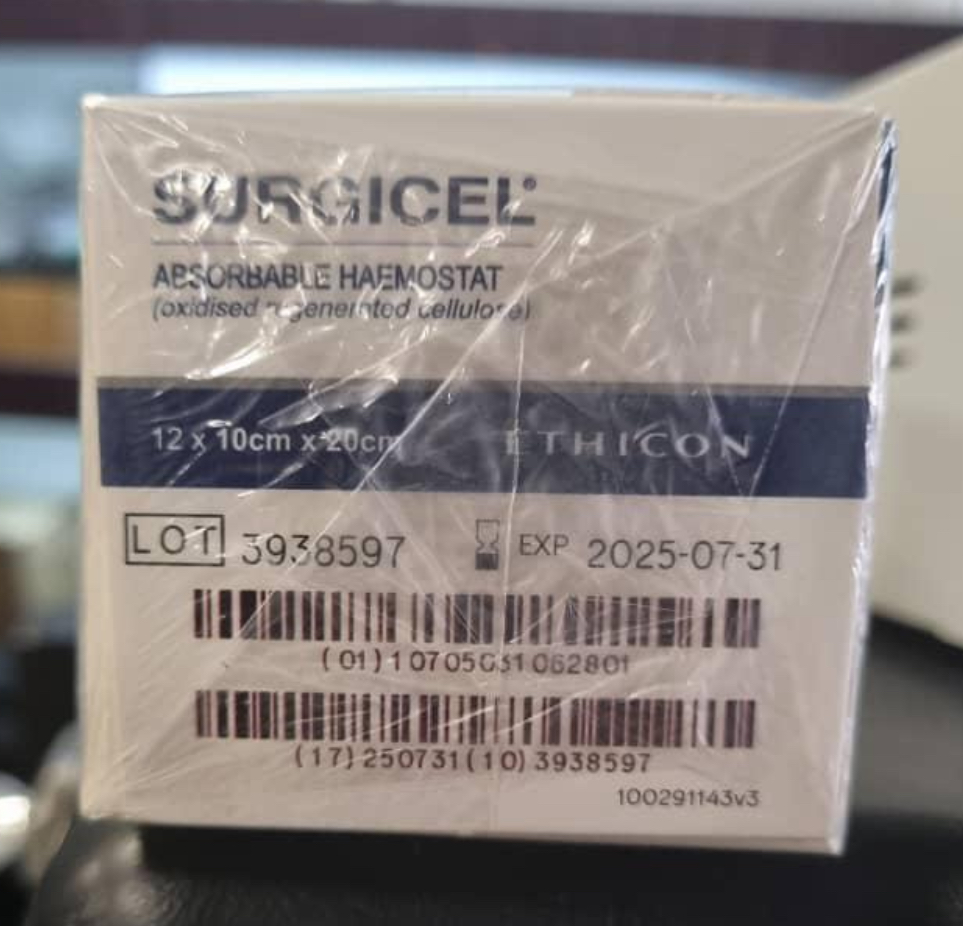 SURGICEL®
ABSORBABLE HAEMOSTAT
(oxidised regenerated cellulose)
12 x 10cm x 20cm ETHICON
LOT 3938597 EXP 2025-07-31
(01)10705031062801
(17)250731(10)3938597
100291143v3